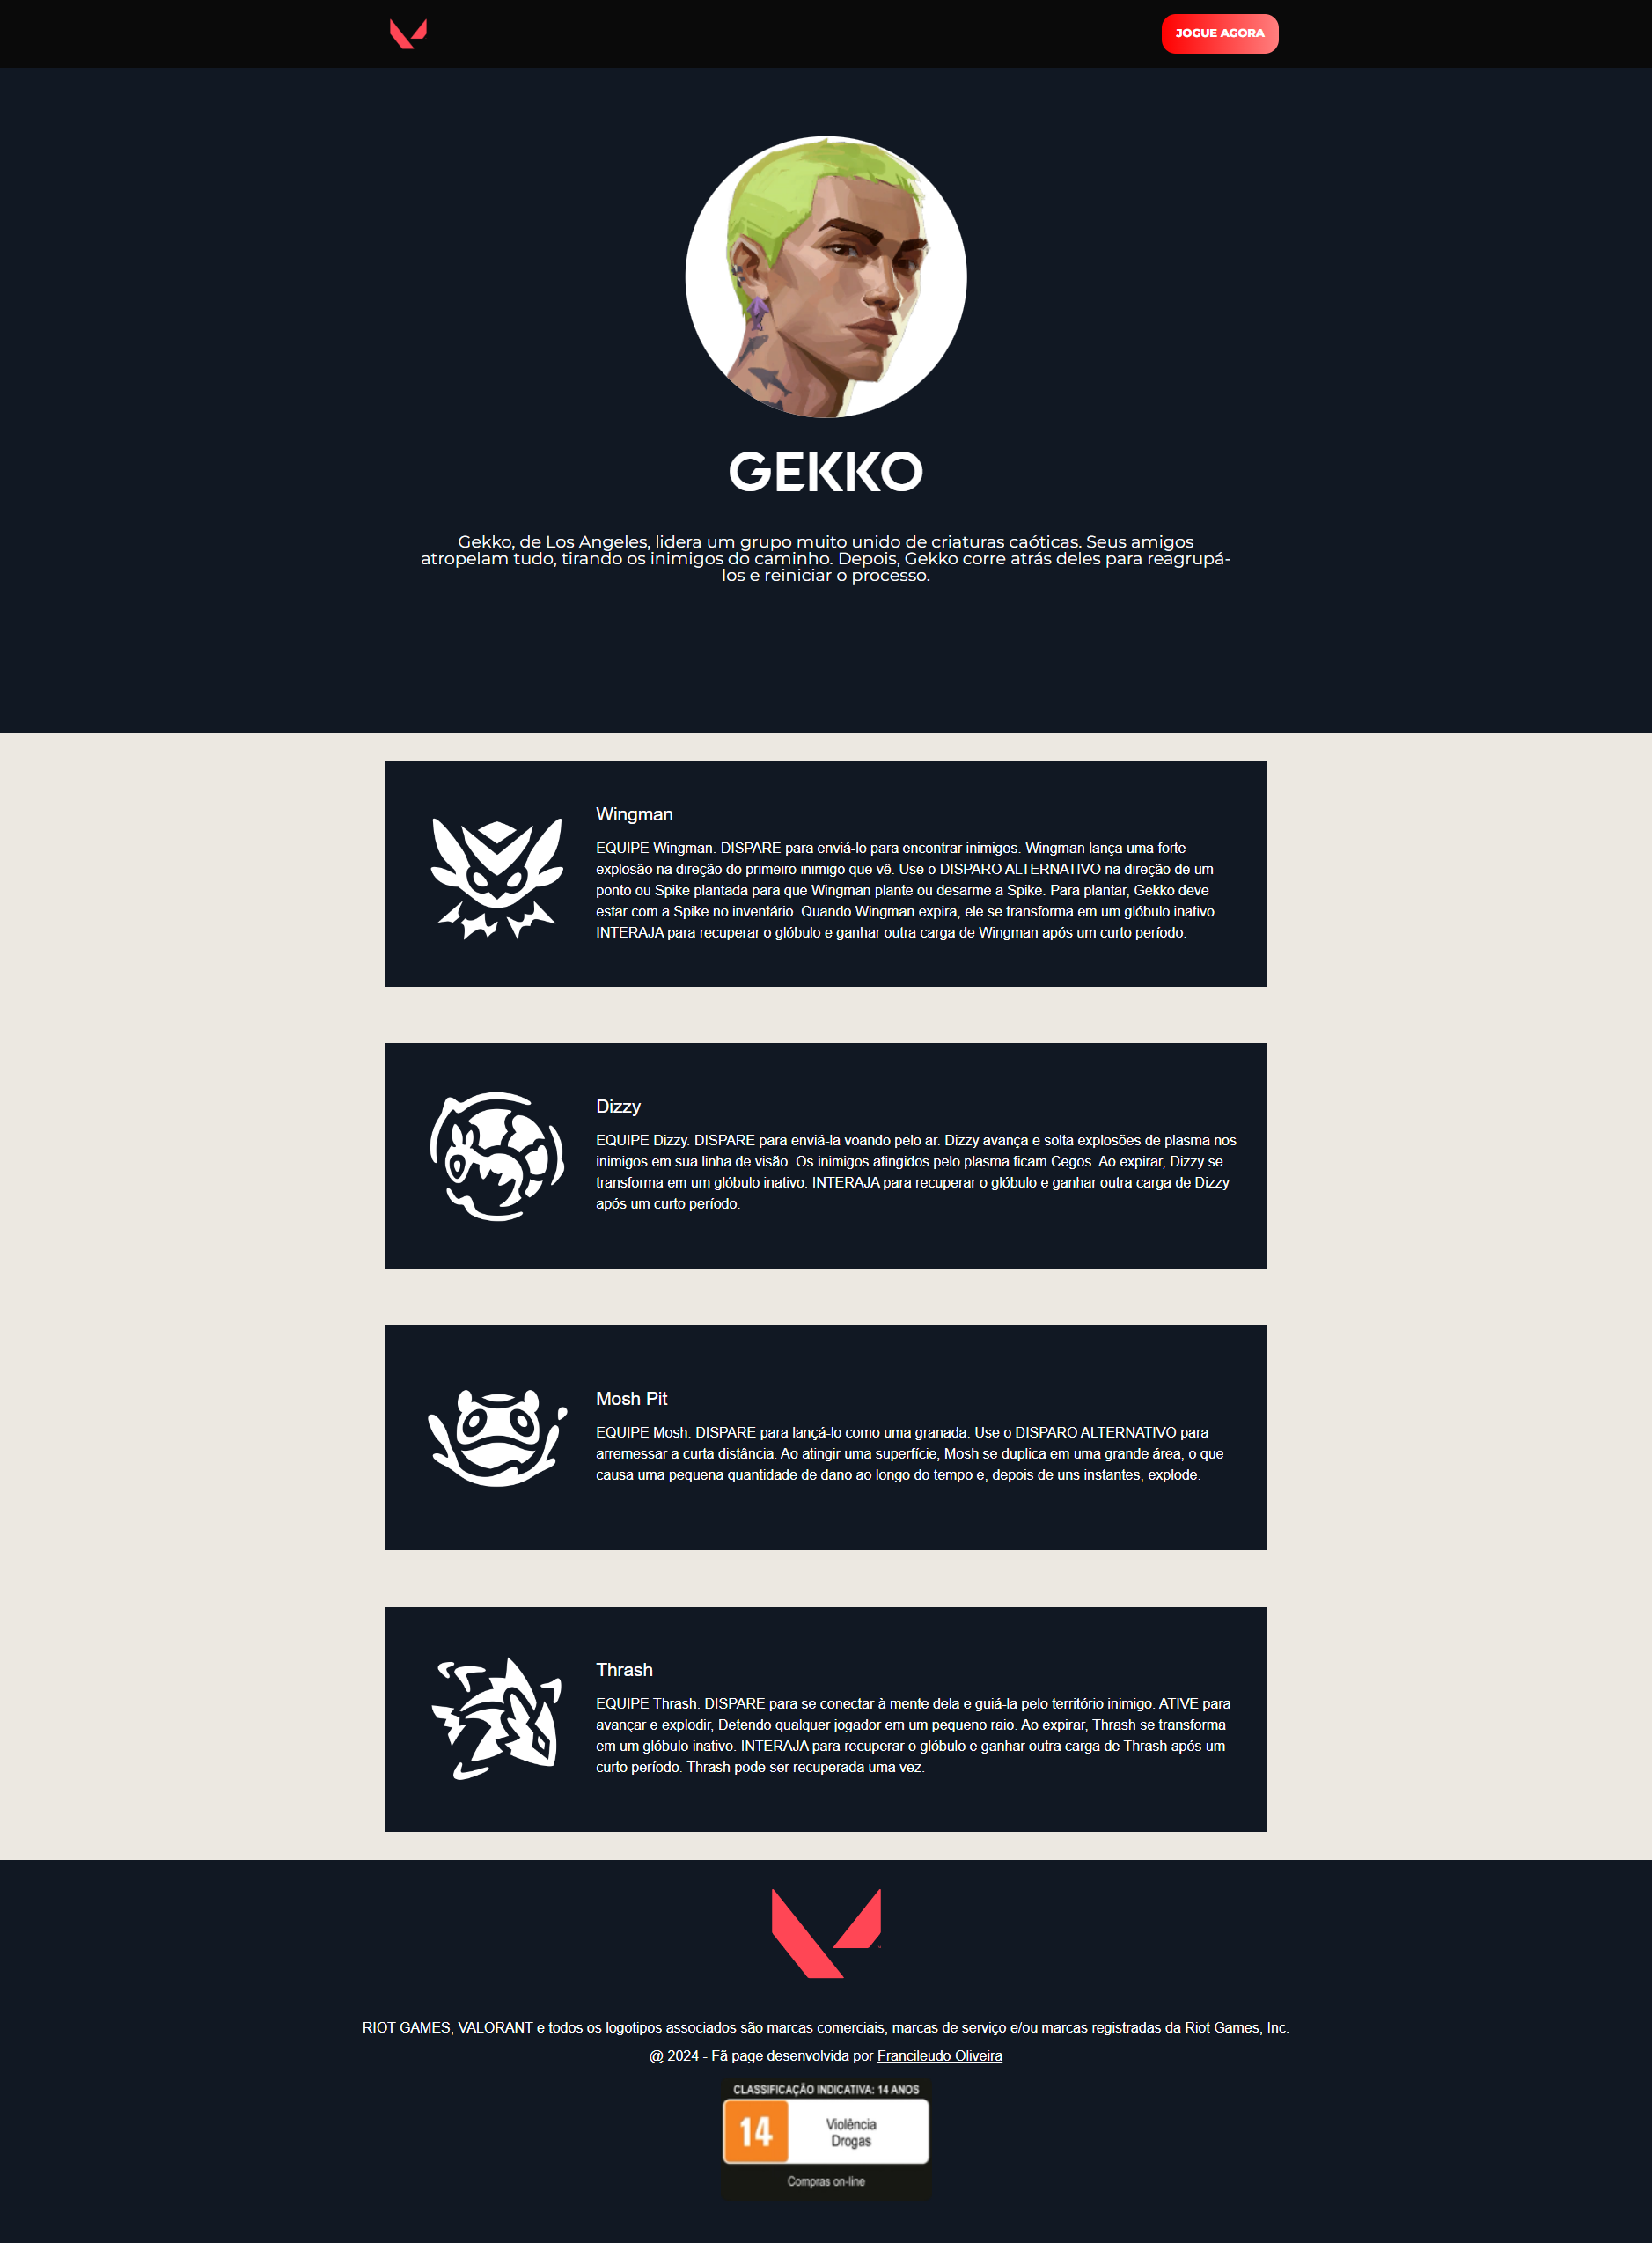 JOGUE AGORA
GEKKO
Gekko, de Los Angeles, lidera um grupo muito unido de criaturas caóticas. Seus amigos
atropelam tudo, tirando os inimigos do caminho. Depois, Gekko corre atrás deles para reagrupá-
los e reiniciar o processo.
Wingman
EQUIPE Wingman. DISPARE para enviá-lo para encontrar inimigos. Wingman lança uma forte
explosão na direção do primeiro inimigo que vê. Use o DISPARO ALTERNATIVO na direção de um
ponto ou Spike plantada para que Wingman plante ou desarme a Spike. Para plantar, Gekko deve
estar com a Spike no inventário. Quando Wingman expira, ele se transforma em um glóbulo inativo.
INTERAJA para recuperar o glóbulo e ganhar outra carga de Wingman após um curto período.
Dizzy
EQUIPE Dizzy. DISPARE para enviá-la voando pelo ar. Dizzy avança e solta explosões de plasma nos
inimigos em sua linha de visão. Os inimigos atingidos pelo plasma ficam Cegos. Ao expirar, Dizzy se
transforma em um glóbulo inativo. INTERAJA para recuperar o glóbulo e ganhar outra carga de Dizzy
após um curto período.
Mosh Pit
EQUIPE Mosh. DISPARE para lançá-lo como uma granada. Use o DISPARO ALTERNATIVO para
arremessar a curta distância. Ao atingir uma superfície, Mosh se duplica em uma grande área, o que
causa uma pequena quantidade de dano ao longo do tempo e, depois de uns instantes, explode.
Thrash
EQUIPE Thrash. DISPARE para se conectar à mente dela e guiá-la pelo território inimigo. ATIVE para
avançar e explodir, Detendo qualquer jogador em um pequeno raio. Ao expirar, Thrash se transforma
em um glóbulo inativo. INTERAJA para recuperar o glóbulo e ganhar outra carga de Thrash após um
curto período. Thrash pode ser recuperada uma vez.
RIOT GAMES, VALORANT e todos os logotipos associados são marcas comerciais, marcas de serviço e/ou marcas registradas da Riot Games, Inc.
@ 2024 - Fã page desenvolvida por Francileudo Oliveira
CLASSIFICAÇÃO INDICATIVA: 14 ANOS
14
Violência
Drogas
Compras on-line